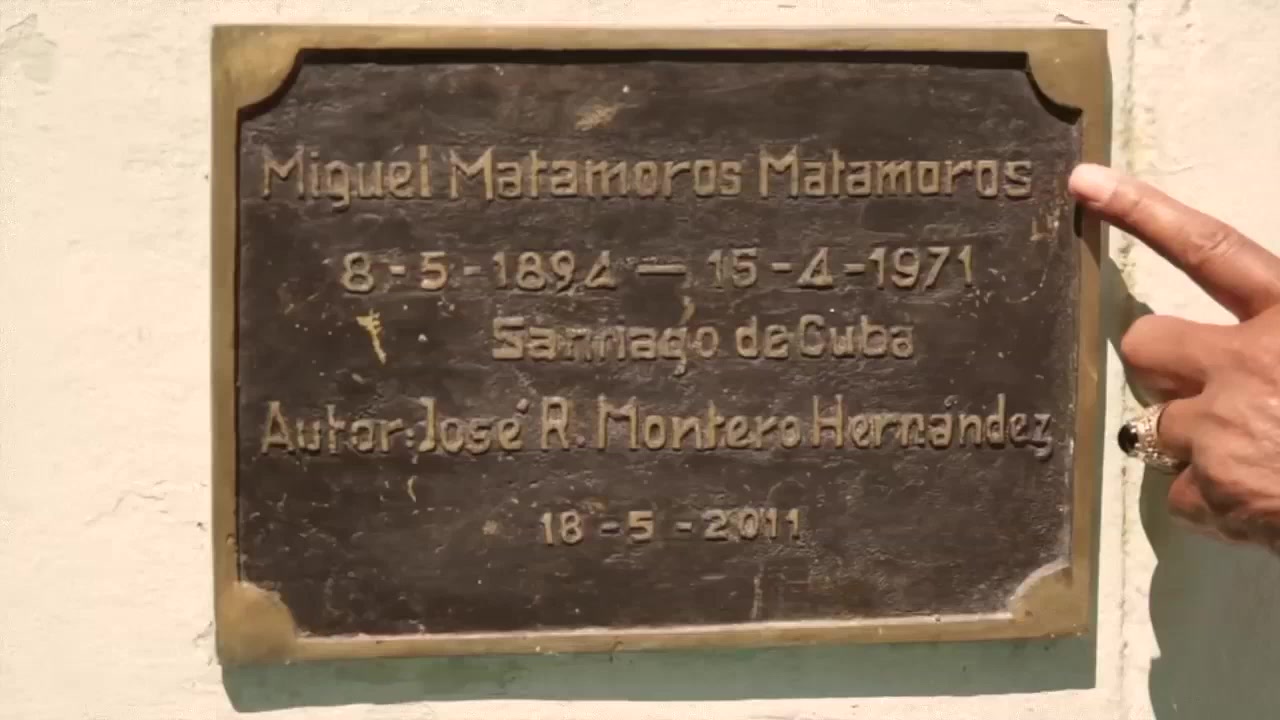 Miguel Matamoros Matamoros
8-5-1894 — 15-4-1971
Santiago de Cuba
Autor: José R. Montero Hernández
18-5-2011